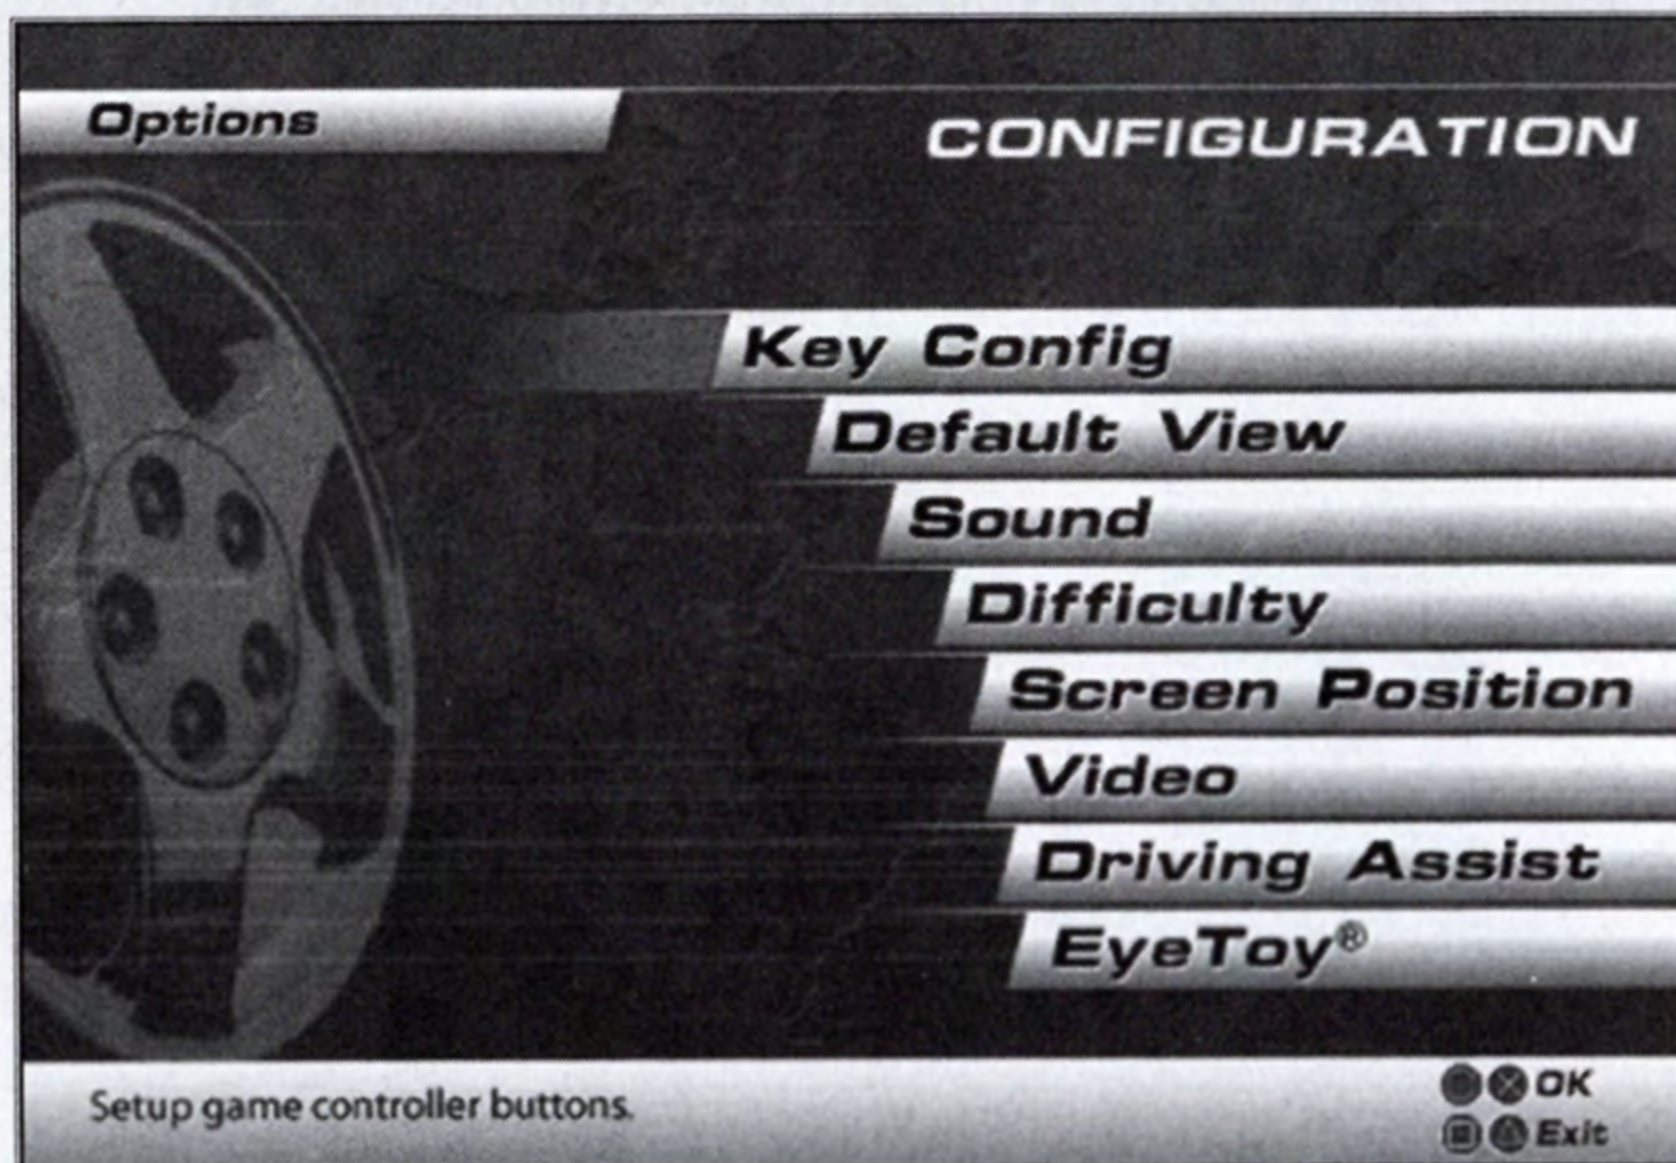 Options
CONFIGURATION
Key Config
Default View
Sound
Difficulty
Screen Position
Video
Driving Assist
EyeToy®
Setup game controller buttons.
OK
Exit